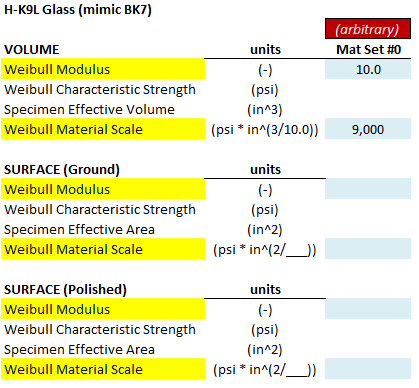 H-K9L Glass (mimic BK7)
(arbitrary)
VOLUME units Mat Set #0
Weibull Modulus (-) 10.0
Weibull Characteristic Strength (psi)
Specimen Effective Volume (in^3)
Weibull Material Scale (psi * in^(3/10.0)) 9,000
SURFACE (Ground) units
Weibull Modulus (-)
Weibull Characteristic Strength (psi)
Specimen Effective Area (in^2)
Weibull Material Scale (psi * in^(2/___))
SURFACE (Polished) units
Weibull Modulus (-)
Weibull Characteristic Strength (psi)
Specimen Effective Area (in^2)
Weibull Material Scale (psi * in^(2/___))